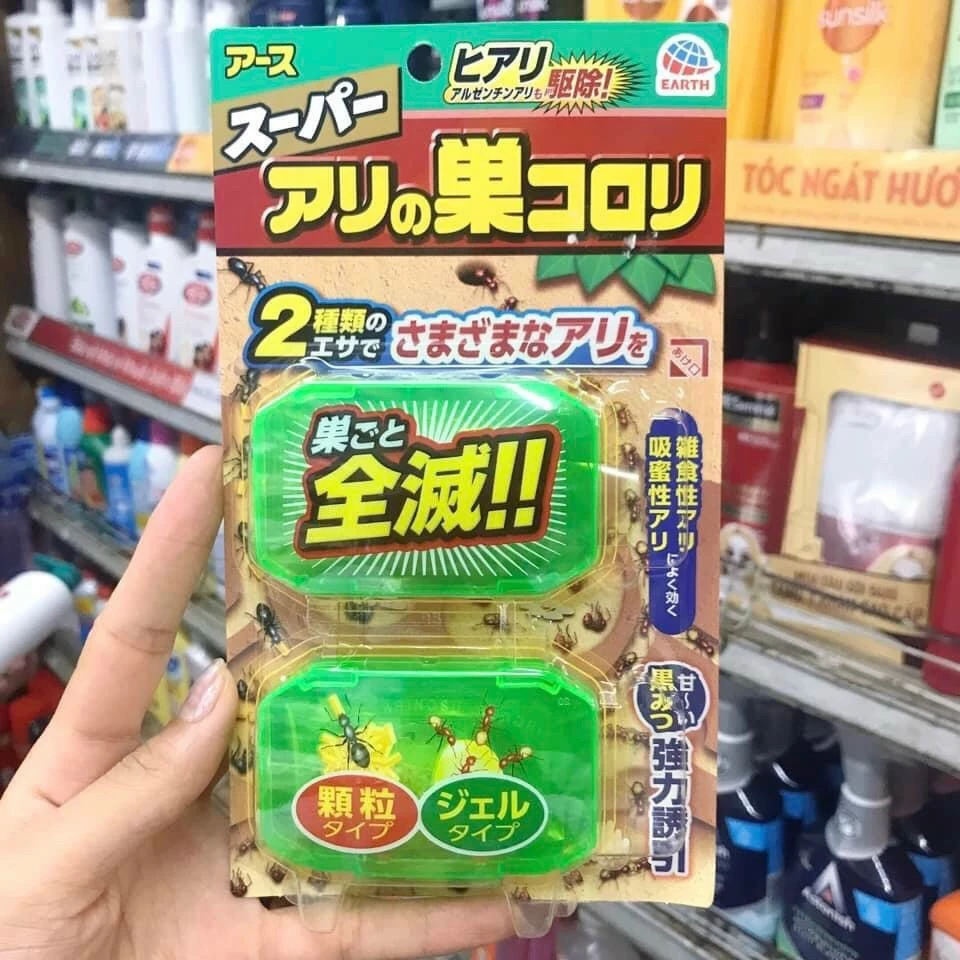 アース
スーパー
ヒアリ
アルゼンチンアリも
駆除!
EARTH
アリの巣コロリ
2種類の
エサで
さまざまなアリを
あけ口
巣ごと
全滅!!
雑食性アリ
吸蜜性アリ
によく効く
甘〜い
黒みつ
強力誘引
顆粒
タイプ
ジェル
タイプ
sunsilk
TÓC NGÁT HƯƠ
Astonish